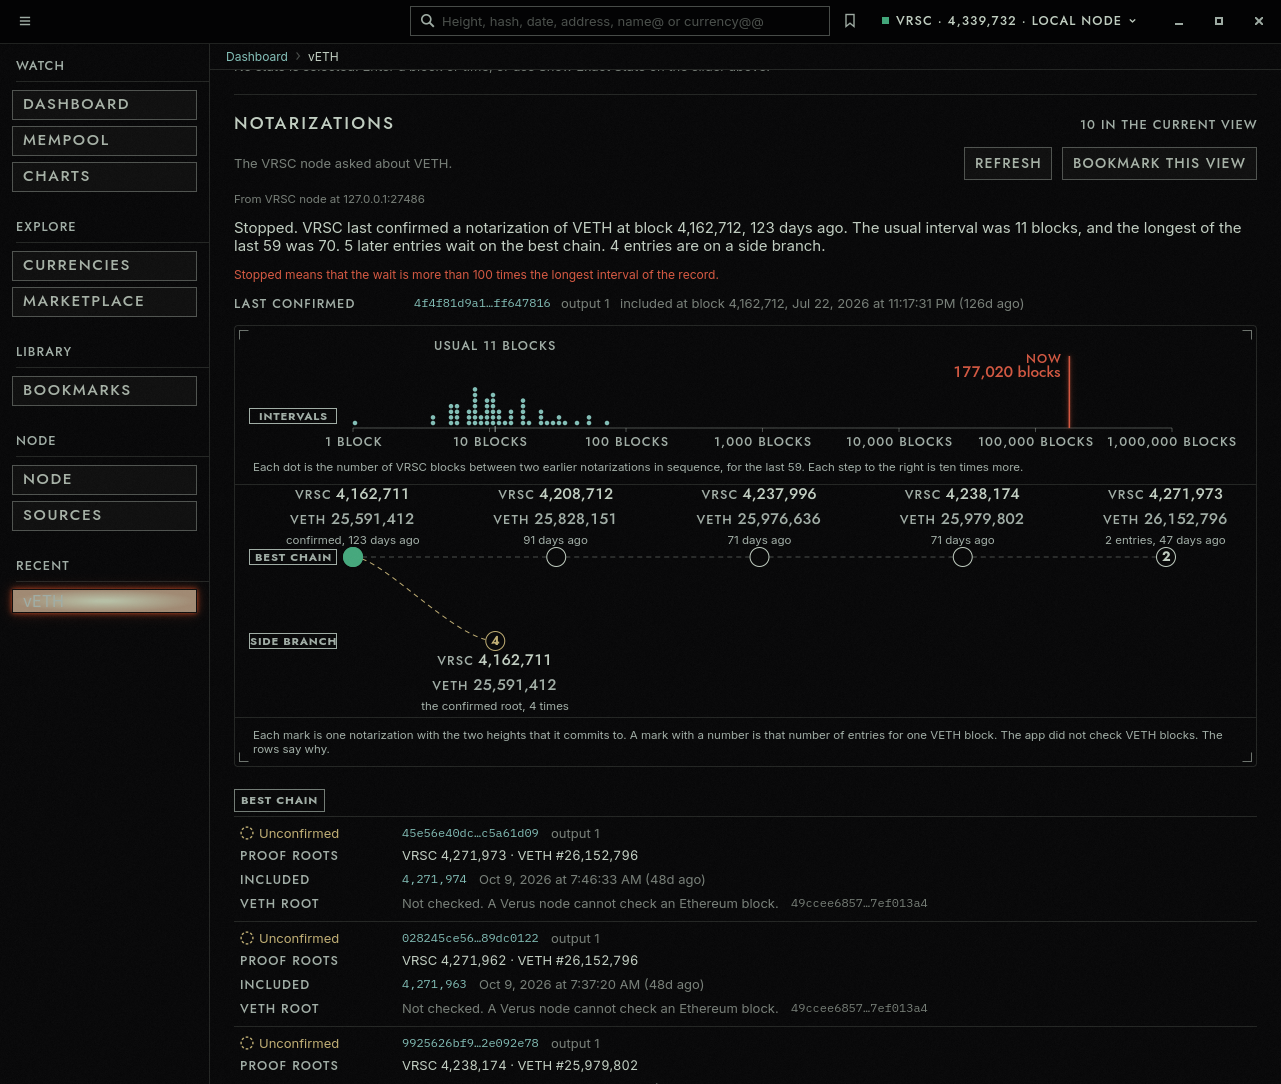 Height, hash, date, address, name@ or currency@@
VRSC · 4,339,732 · LOCAL NODE
WATCH
DASHBOARD
MEMPOOL
CHARTS
EXPLORE
CURRENCIES
MARKETPLACE
LIBRARY
BOOKMARKS
NODE
NODE
SOURCES
RECENT
vETH
Dashboard › vETH
NOTARIZATIONS
10 IN THE CURRENT VIEW
The VRSC node asked about VETH.
REFRESH
BOOKMARK THIS VIEW
From VRSC node at 127.0.0.1:27486
Stopped. VRSC last confirmed a notarization of VETH at block 4,162,712, 123 days ago. The usual interval was 11 blocks, and the longest of the
last 59 was 70. 5 later entries wait on the best chain. 4 entries are on a side branch.
Stopped means that the wait is more than 100 times the longest interval of the record.
LAST CONFIRMED 4f4f81d9a1…ff647816 output 1 included at block 4,162,712, Jul 22, 2026 at 11:17:31 PM (126d ago)
USUAL 11 BLOCKS
NOW
177,020 blocks
INTERVALS
1 BLOCK 10 BLOCKS 100 BLOCKS 1,000 BLOCKS 10,000 BLOCKS 100,000 BLOCKS 1,000,000 BLOCKS
Each dot is the number of VRSC blocks between two earlier notarizations in sequence, for the last 59. Each step to the right is ten times more.
VRSC 4,162,711 VRSC 4,208,712 VRSC 4,237,996 VRSC 4,238,174 VRSC 4,271,973
VETH 25,591,412 VETH 25,828,151 VETH 25,976,636 VETH 25,979,802 VETH 26,152,796
confirmed, 123 days ago 91 days ago 71 days ago 71 days ago 2 entries, 47 days ago
BEST CHAIN 2
SIDE BRANCH 4
VRSC 4,162,711
VETH 25,591,412
the confirmed root, 4 times
Each mark is one notarization with the two heights that it commits to. A mark with a number is that number of entries for one VETH block. The app did not check VETH blocks. The
rows say why.
BEST CHAIN
Unconfirmed 45e56e40dc…c5a61d09 output 1
PROOF ROOTS VRSC 4,271,973 · VETH #26,152,796
INCLUDED 4,271,974 Oct 9, 2026 at 7:46:33 AM (48d ago)
VETH ROOT Not checked. A Verus node cannot check an Ethereum block. 49ccee6857…7ef013a4
Unconfirmed 028245ce56…89dc0122 output 1
PROOF ROOTS VRSC 4,271,962 · VETH #26,152,796
INCLUDED 4,271,963 Oct 9, 2026 at 7:37:20 AM (48d ago)
VETH ROOT Not checked. A Verus node cannot check an Ethereum block. 49ccee6857…7ef013a4
Unconfirmed 9925626bf9…2e092e78 output 1
PROOF ROOTS VRSC 4,238,174 · VETH #25,979,802